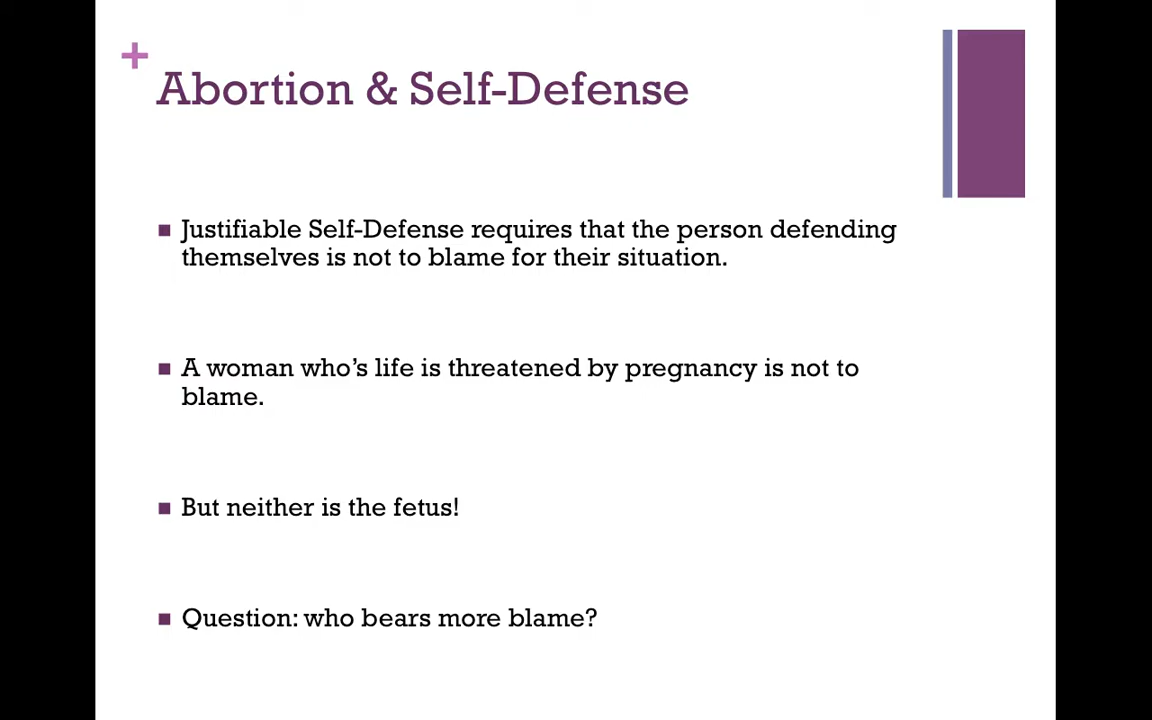 Abortion & Self-Defense
Justifiable Self-Defense requires that the person defending
themselves is not to blame for their situation.
A woman who’s life is threatened by pregnancy is not to
blame.
But neither is the fetus!
Question: who bears more blame?